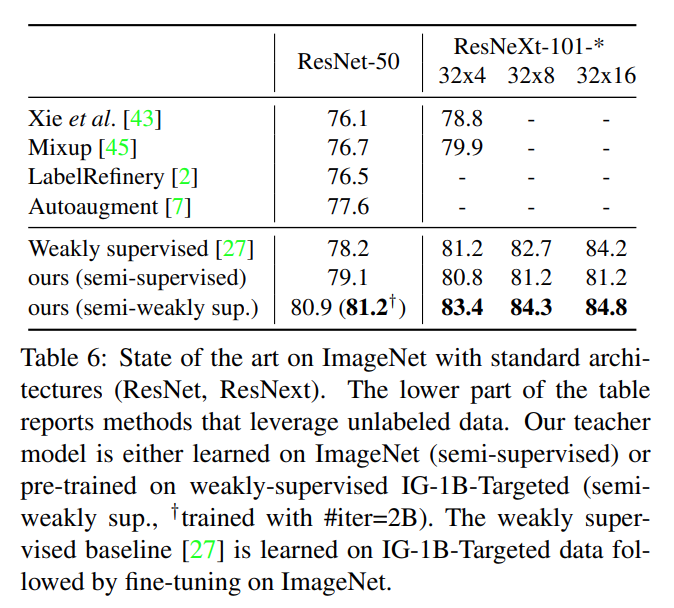 ResNet-50 ResNeXt-101-*
32x4 32x8 32x16
Xie et al. [43] 76.1 78.8 - -
Mixup [45] 76.7 79.9 - -
LabelRefinery [2] 76.5 - - -
Autoaugment [7] 77.6 - - -
Weakly supervised [27] 78.2 81.2 82.7 84.2
ours (semi-supervised) 79.1 80.8 81.2 81.2
ours (semi-weakly sup.) 80.9 (81.2†) 83.4 84.3 84.8
Table 6: State of the art on ImageNet with standard archi-
tectures (ResNet, ResNext). The lower part of the table
reports methods that leverage unlabeled data. Our teacher
model is either learned on ImageNet (semi-supervised) or
pre-trained on weakly-supervised IG-1B-Targeted (semi-
weakly sup., †trained with #iter=2B). The weakly super-
vised baseline [27] is learned on IG-1B-Targeted data fol-
lowed by fine-tuning on ImageNet.